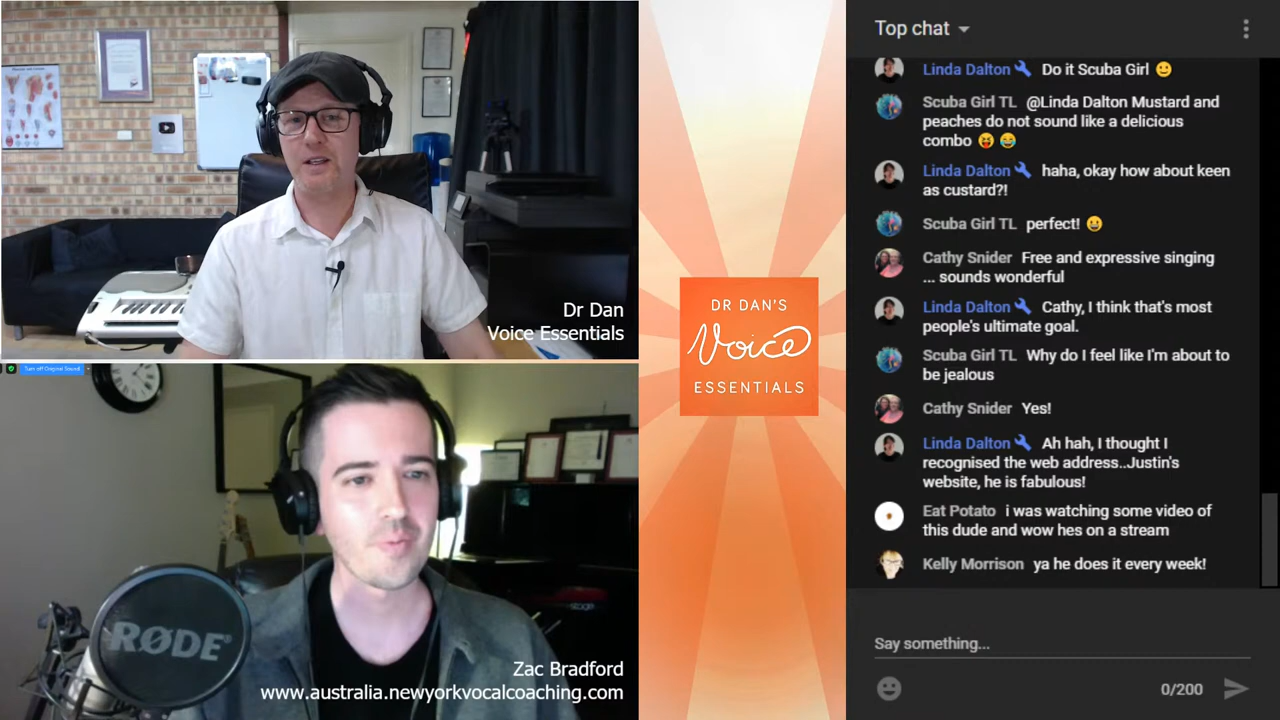 Dr Dan
Voice Essentials
Turn off Original Sound
RØDE
Zac Bradford
www.australia.newyorkvocalcoaching.com
DR DAN'S
Voice
ESSENTIALS
Top chat
Linda Dalton Do it Scuba Girl 🙂
Scuba Girl TL @Linda Dalton Mustard and
peaches do not sound like a delicious
combo 😝 😂
Linda Dalton haha, okay how about keen
as custard?!
Scuba Girl TL perfect! 😀
Cathy Snider Free and expressive singing
... sounds wonderful
Linda Dalton Cathy, I think that's most
people's ultimate goal.
Scuba Girl TL Why do I feel like I'm about to
be jealous
Cathy Snider Yes!
Linda Dalton Ah hah, I thought I
recognised the web address..Justin's
website, he is fabulous!
Eat Potato i was watching some video of
this dude and wow hes on a stream
Kelly Morrison ya he does it every week!
Say something...
0/200